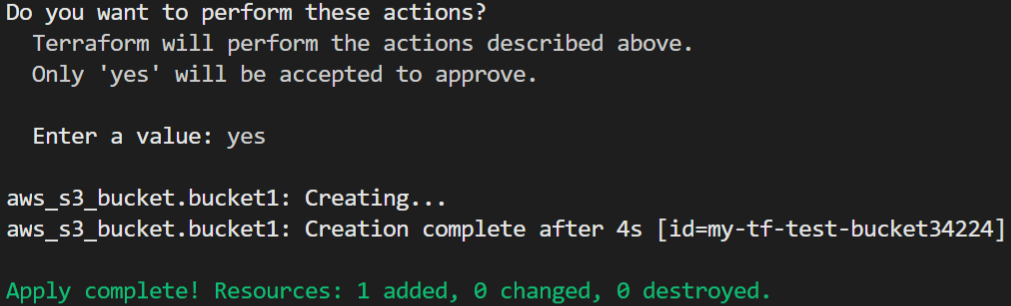 Do you want to perform these actions?
Terraform will perform the actions described above.
Only 'yes' will be accepted to approve.
Enter a value: yes
aws_s3_bucket.bucket1: Creating...
aws_s3_bucket.bucket1: Creation complete after 4s [id=my-tf-test-bucket34224]
Apply complete! Resources: 1 added, 0 changed, 0 destroyed.